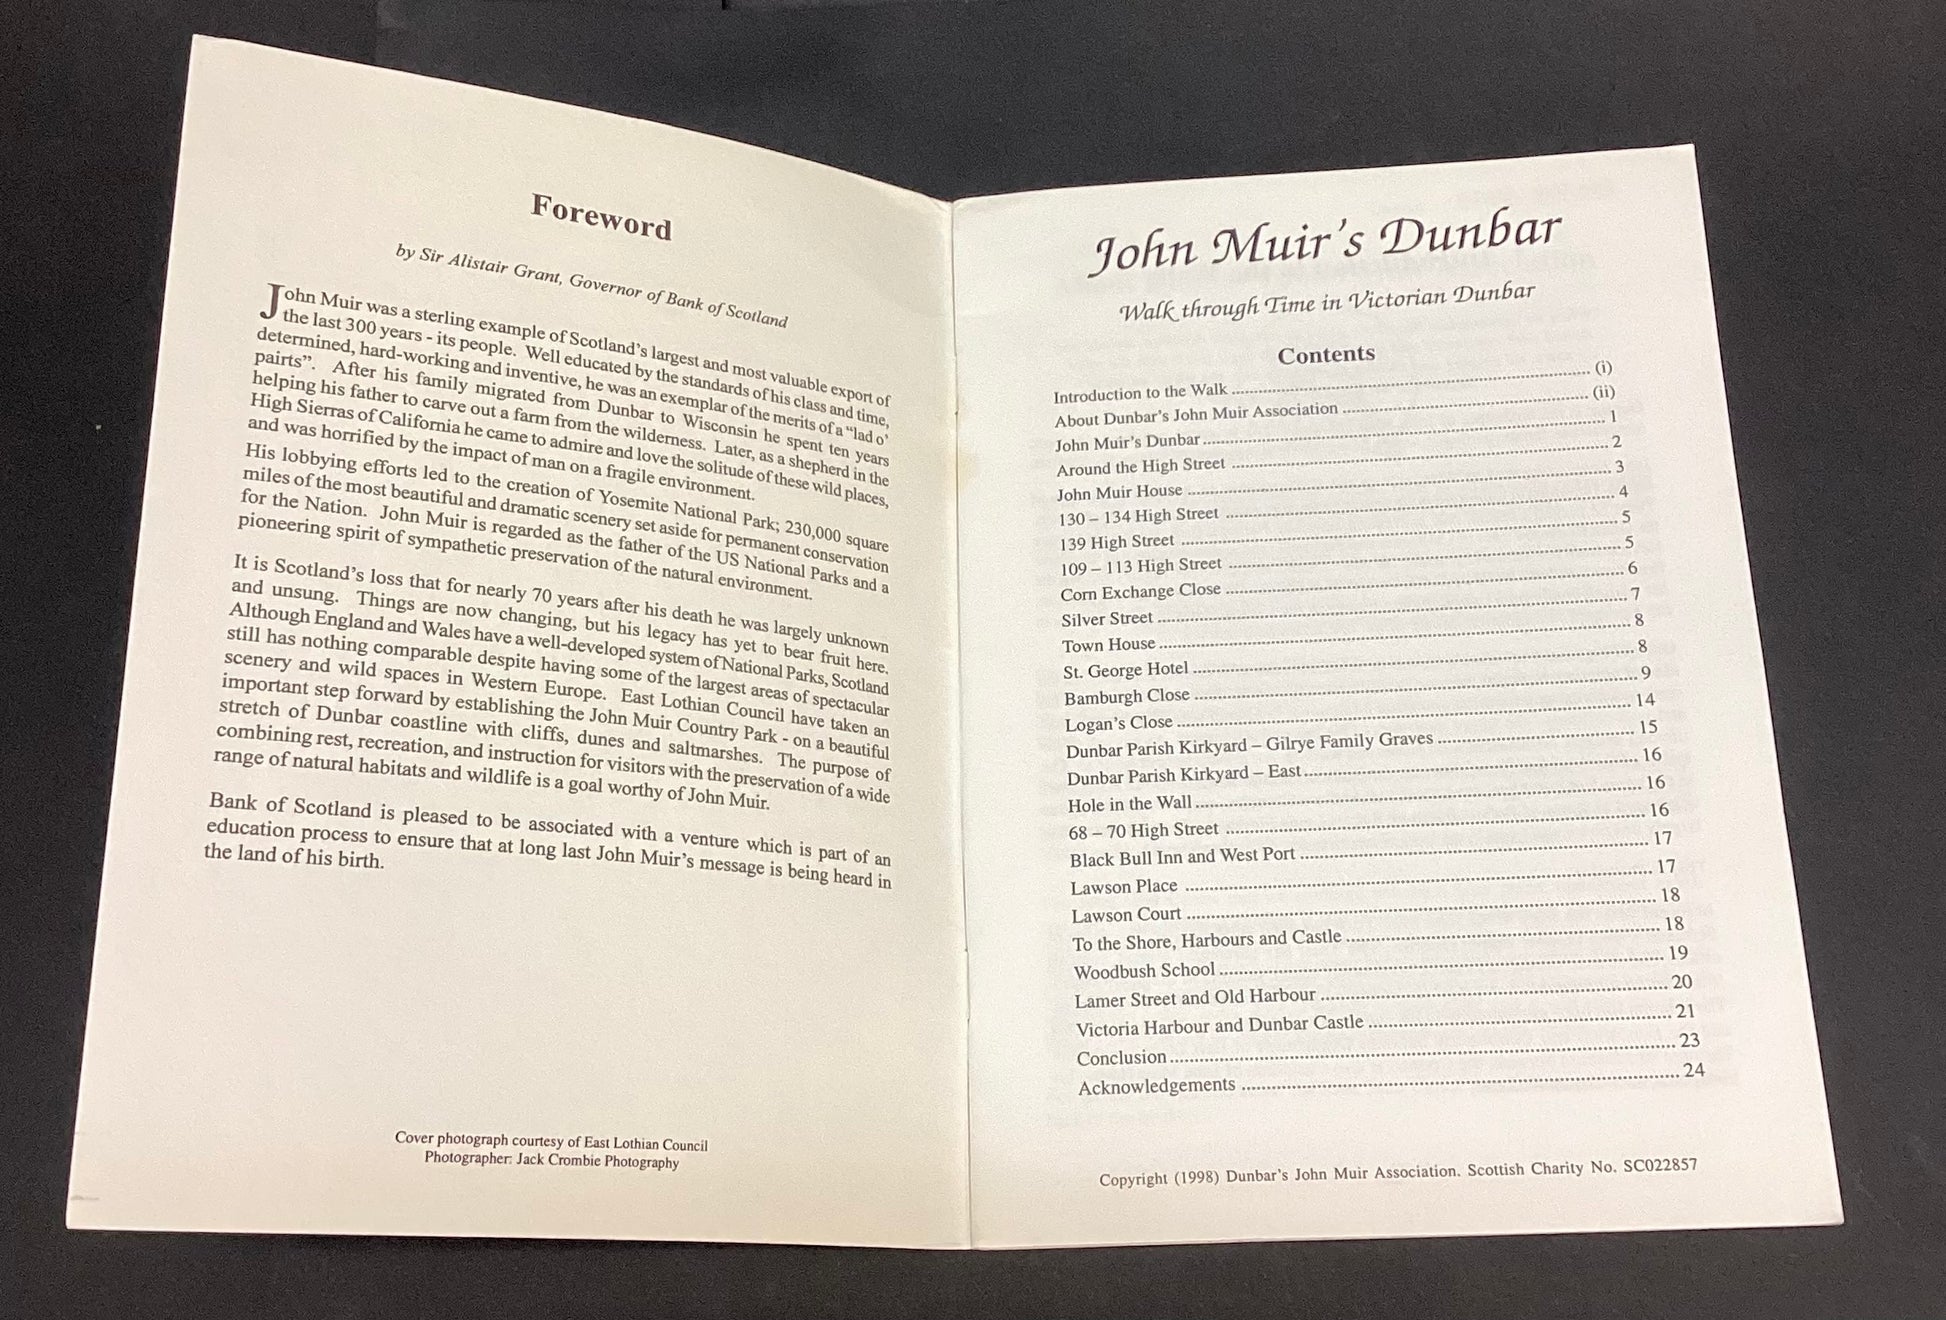 Foreword
by Sir Alistair Grant, Governor of Bank of Scotland
John Muir was a sterling example of Scotland's largest and most valuable export of
the last 300 years - its people. Well educated by the standards of his class and time,
determined, hard-working and inventive, he was an exemplar of the merits of a "lad o'
pairts". After his family migrated from Dunbar to Wisconsin he spent ten years
helping his father to carve out a farm from the wilderness. Later, as a shepherd in the
High Sierras of California he came to admire and love the solitude of these wild places,
and was horrified by the impact of man on a fragile environment.
His lobbying efforts led to the creation of Yosemite National Park; 230,000 square
miles of the most beautiful and dramatic scenery set aside for permanent conservation
for the Nation. John Muir is regarded as the father of the US National Parks and a
pioneering spirit of sympathetic preservation of the natural environment.
It is Scotland's loss that for nearly 70 years after his death he was largely unknown
and unsung. Things are now changing, but his legacy has yet to bear fruit here.
Although England and Wales have a well-developed system of National Parks, Scotland
still has nothing comparable despite having some of the largest areas of spectacular
scenery and wild spaces in Western Europe. East Lothian Council have taken an
important step forward by establishing the John Muir Country Park - on a beautiful
stretch of Dunbar coastline with cliffs, dunes and saltmarshes. The purpose of
combining rest, recreation, and instruction for visitors with the preservation of a wide
range of natural habitats and wildlife is a goal worthy of John Muir.
Bank of Scotland is pleased to be associated with a venture which is part of an
education process to ensure that at long last John Muir's message is being heard in
the land of his birth.
Cover photograph courtesy of East Lothian Council
Photographer: Jack Crombie Photography
John Muir's Dunbar
Walk through Time in Victorian Dunbar
Contents
Introduction to the Walk ........ (i)
About Dunbar's John Muir Association ........ (ii)
John Muir's Dunbar ........ 1
Around the High Street ........ 2
John Muir House ........ 3
130 – 134 High Street ........ 4
139 High Street ........ 5
109 – 113 High Street ........ 5
Corn Exchange Close ........ 6
Silver Street ........ 7
Town House ........ 8
St. George Hotel ........ 8
Bamburgh Close ........ 9
Logan's Close ........ 14
Dunbar Parish Kirkyard – Gilrye Family Graves ........ 15
Dunbar Parish Kirkyard – East ........ 16
Hole in the Wall ........ 16
68 – 70 High Street ........ 16
Black Bull Inn and West Port ........ 17
Lawson Place ........ 17
Lawson Court ........ 18
To the Shore, Harbours and Castle ........ 18
Woodbush School ........ 19
Lamer Street and Old Harbour ........ 20
Victoria Harbour and Dunbar Castle ........ 21
Conclusion ........ 23
Acknowledgements ........ 24
Copyright (1998) Dunbar's John Muir Association. Scottish Charity No. SC022857